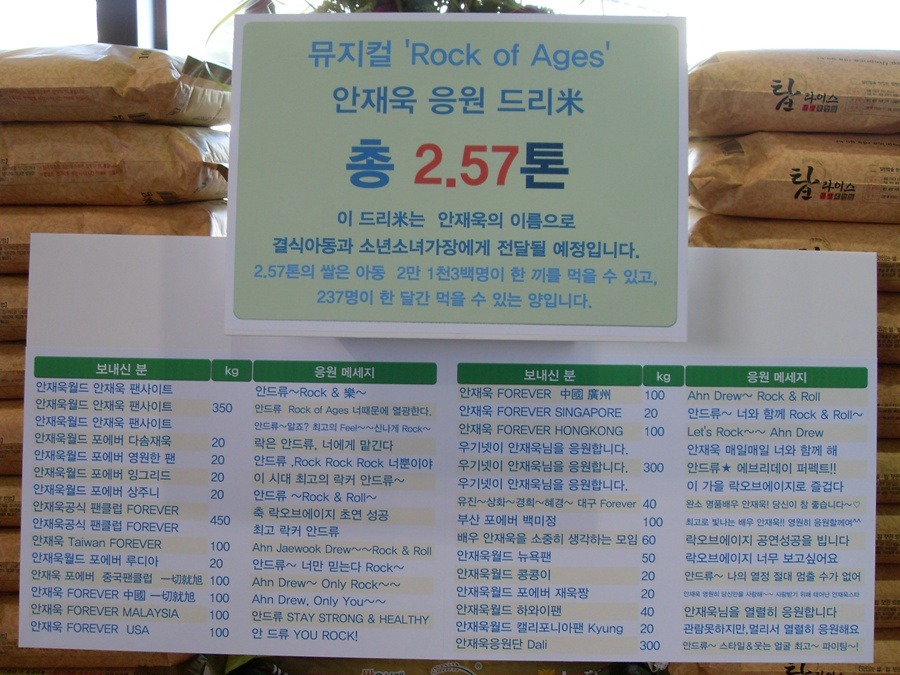 뮤지컬 'Rock of Ages'
안재욱 응원 드리米
총 2.57톤
이 드리米는 안재욱의 이름으로
결식아동과 소년소녀가장에게 전달될 예정입니다.
2.57톤의 쌀은 아동 2만 1천3백명이 한 끼를 먹을 수 있고,
237명이 한 달간 먹을 수 있는 양입니다.
탑라이스
탑라이스
보내신 분 kg 응원 메세지
안재욱월드 안재욱 팬사이트 안드류~Rock & 樂~
안재욱월드 안재욱 팬사이트 350 안드류 Rock of Ages 너때문에 열광한다.
안재욱월드 안재욱 팬사이트 안드류~알죠? 최고의 Feel~~신나게 Rock~
안재욱월드 포에버 다솜재욱 20 락은 안드류, 너에게 맡긴다
안재욱월드 포에버 영원한 팬 20 안드류 ,Rock Rock Rock 너뿐이야
안재욱월드 포에버 잉그리드 20 이 시대 최고의 락커 안드류~
안재욱월드 포에버 상주니 20 안드류 ~Rock & Roll~
안재욱공식 팬클럽 FOREVER 축 락오브에이지 초연 성공
안재욱공식 팬클럽 FOREVER 450 최고 락커 안드류
안재욱 Taiwan FOREVER 100 Ahn Jaewook Drew~~Rock & Roll
안재욱월드 포에버 루디아 20 안드류~ 너만 믿는다 Rock~
안재욱 포에버 중국팬클럽 一切就旭 100 Ahn Drew~ Only Rock~~
안재욱 FOREVER 中國 一切就旭 100 Ahn Drew, Only You~~
안재욱 FOREVER MALAYSIA 100 안드류 STAY STRONG & HEALTHY
안재욱 FOREVER USA 100 안 드류 YOU ROCK!
보내신 분 kg 응원 메세지
안재욱 FOREVER 中國 廣州 100 Ahn Drew~ Rock & Roll
안재욱 FOREVER SINGAPORE 20 안드류~ 너와 함께 Rock & Roll~
안재욱 FOREVER HONGKONG 100 Let's Rock~~ Ahn Drew
우기넷이 안재욱님을 응원합니다. 안재욱 매일매일 너와 함께 해
우기넷이 안재욱님을 응원합니다. 300 안드류★ 에브리데이 퍼펙트!!
우기넷이 안재욱님을 응원합니다. 이 가을 락오브에이지로 즐겁다
유진~상화~경희~혜경~ 대구 Forever 40 완소 명품배우 안재욱! 당신이 참 좋습니다~♡
부산 포에버 백미정 100 최고로 빛나는 배우 안재욱!! 영원히 응원할께여^^
배우 안재욱을 소중히 생각하는 모임 60 락오브에이지 공연성공을 빕니다
안재욱월드 뉴욕팬 50 락오브에이지 너무 보고싶어요
안재욱월드 콩콩이 20 안드류~ 나의 열정 절대 멈출 수가 없어
안재욱월드 포에버 재욱짱 20 안재욱 영원히 당신만을 사랑해~~ 사랑받기 위해 태어난 안재욱스타
안재욱월드 하와이팬 40 안재욱님을 열렬히 응원합니다
안재욱월드 캘리포니아팬 Kyung 20 관람못하지만,멀리서 열렬히 응원해요
안재욱응원단 Dali 300 안드류~ 스타일&웃는 얼굴 최고~ 파이팅~!